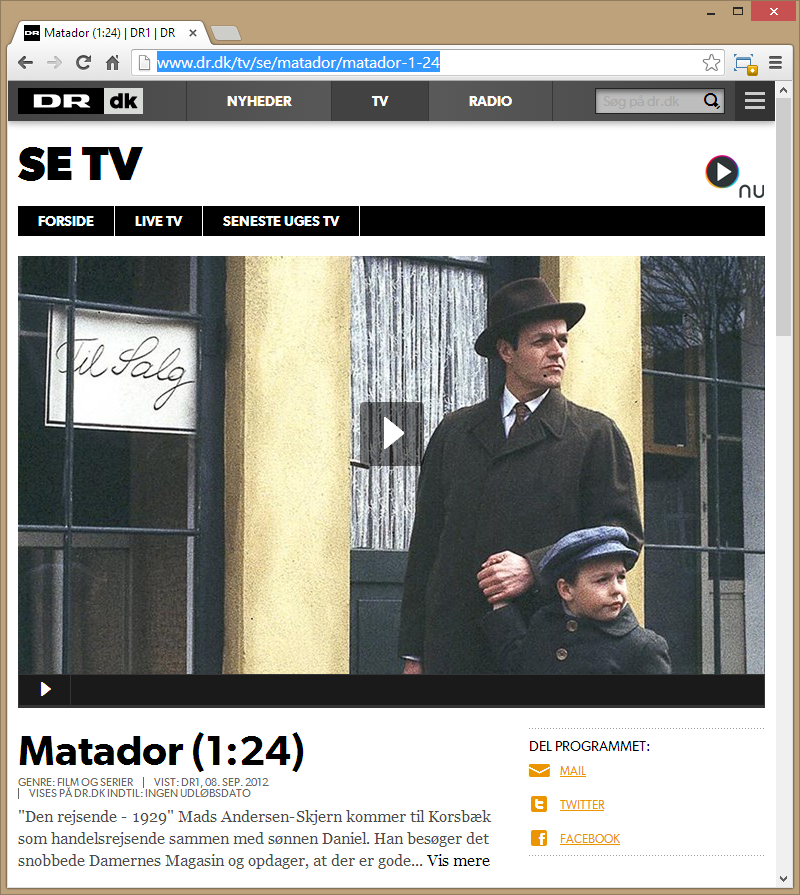 DR Matador (1:24) | DR1 | DR
www.dr.dk/tv/se/matador/matador-1-24
DR dk NYHEDER TV RADIO Søg på dr.dk
SE TV
nu
FORSIDE LIVE TV SENESTE UGES TV
Til Salg
Matador (1:24)
GENRE: FILM OG SERIER | VIST: DR1, 08. SEP. 2012
| VISES PÅ DR.DK INDTIL: INGEN UDLØBSDATO
"Den rejsende - 1929" Mads Andersen-Skjern kommer til Korsbæk
som handelsrejsende sammen med sønnen Daniel. Han besøger det
snobbede Damernes Magasin og opdager, at der er gode... Vis mere
DEL PROGRAMMET:
MAIL
TWITTER
FACEBOOK